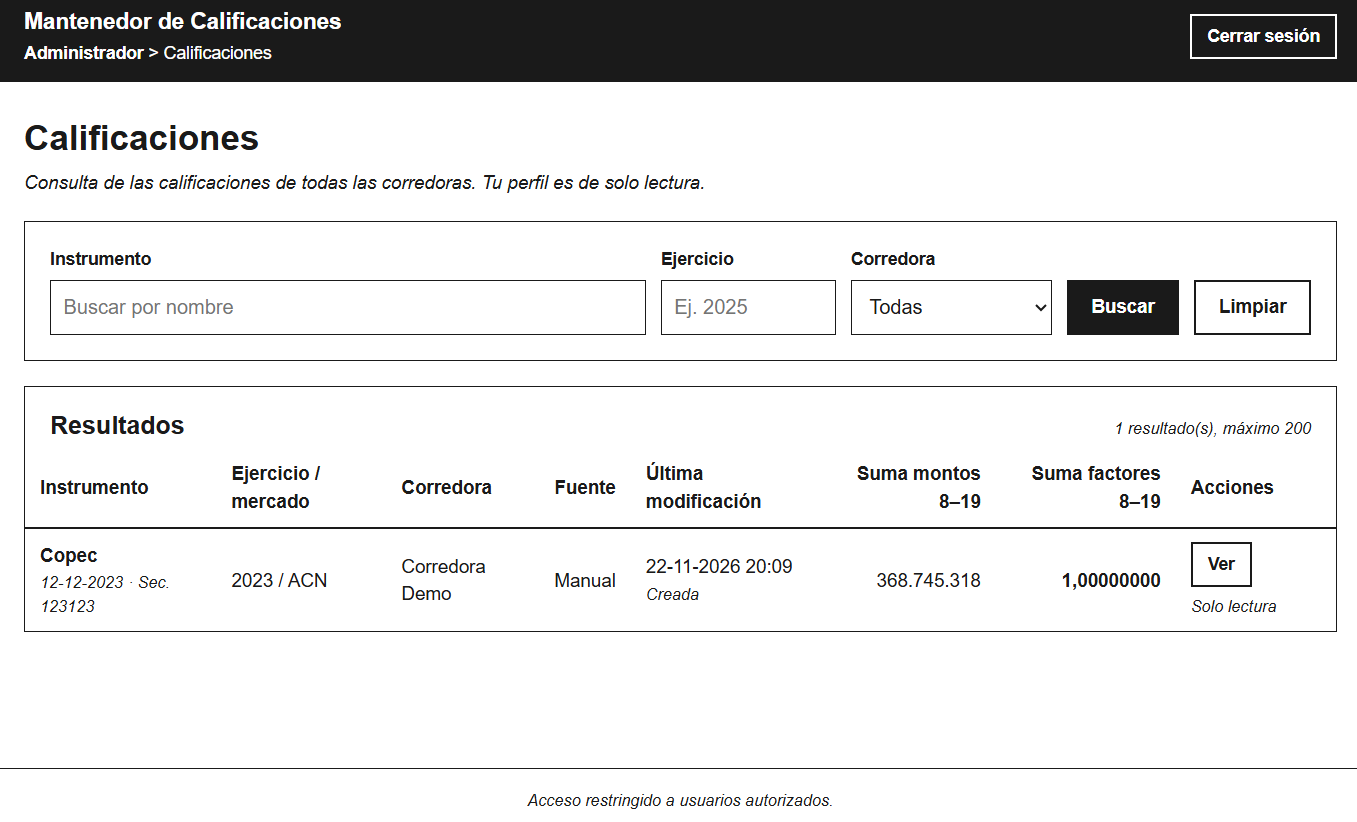 Mantenedor de Calificaciones
Administrador > Calificaciones
Cerrar sesión
Calificaciones
Consulta de las calificaciones de todas las corredoras. Tu perfil es de solo lectura.
Instrumento
Ejercicio
Corredora
Buscar por nombre
Ej. 2025
Todas
Buscar
Limpiar
Resultados
1 resultado(s), máximo 200
Instrumento
Ejercicio /
mercado
Corredora
Fuente
Última
modificación
Suma montos
8–19
Suma factores
8–19
Acciones
Copec
12-12-2023 · Sec.
123123
2023 / ACN
Corredora
Demo
Manual
22-11-2026 20:09
Creada
368.745.318
1,00000000
Ver
Solo lectura
Acceso restringido a usuarios autorizados.